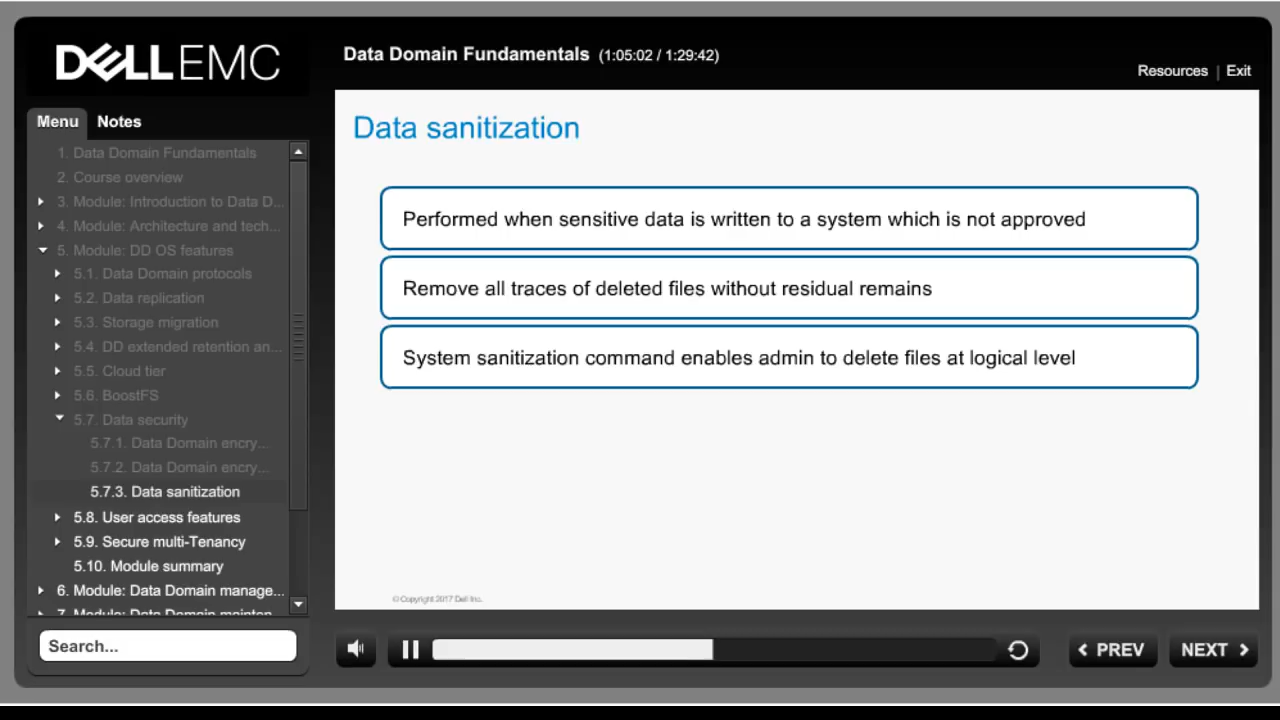 DELLEMC
Data Domain Fundamentals (1:05:02 / 1:29:42)
Resources | Exit
Menu Notes
1. Data Domain Fundamentals
2. Course overview
3. Module: Introduction to Data D...
4. Module: Architecture and tech...
5. Module: DD OS features
5.1. Data Domain protocols
5.2. Data replication
5.3. Storage migration
5.4. DD extended retention an...
5.5. Cloud tier
5.6. BoostFS
5.7. Data security
5.7.1. Data Domain encry...
5.7.2. Data Domain encry...
5.7.3. Data sanitization
5.8. User access features
5.9. Secure multi-Tenancy
5.10. Module summary
6. Module: Data Domain manage...
7. Module: Data Domain mainten...
Search...
Data sanitization
Performed when sensitive data is written to a system which is not approved
Remove all traces of deleted files without residual remains
System sanitization command enables admin to delete files at logical level
© Copyright 2017 Dell Inc.
PREV
NEXT